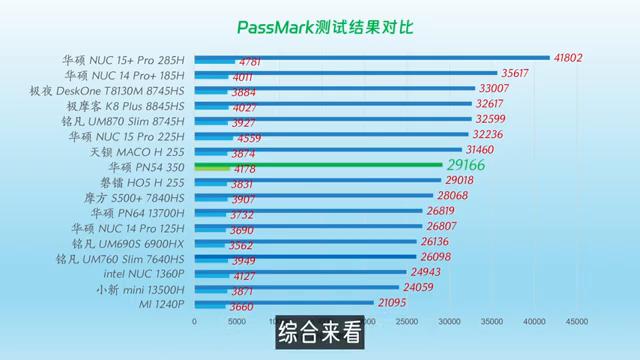 PassMark测试结果对比
华硕 NUC 15+ Pro 285H 41802
4781
华硕 NUC 14 Pro+ 185H 35617
4011
极夜 DeskOne T8130M 8745HS 33007
3884
极摩客 K8 Plus 8845HS 32617
4027
铭凡 UM870 Slim 8745H 32599
3927
华硕 NUC 15 Pro 225H 32236
4559
天钡 MACO H 255 31460
3874
华硕 PN54 350 29166
4178
磐镭 HO5 H 255 29018
3831
摩方 S500+ 7840HS 28068
3907
华硕 PN64 13700H 26819
3732
华硕 NUC 14 Pro 125H 26807
3690
铭凡 UM690S 6900HX 26136
3562
铭凡 UM760 Slim 7640HS 26098
3949
intel NUC 1360P 24943
4127
小新 mini 13500H 24059
3871
MI 1240P 21095
3660
0 5000 25000 30000 35000 40000 45000
综合来看